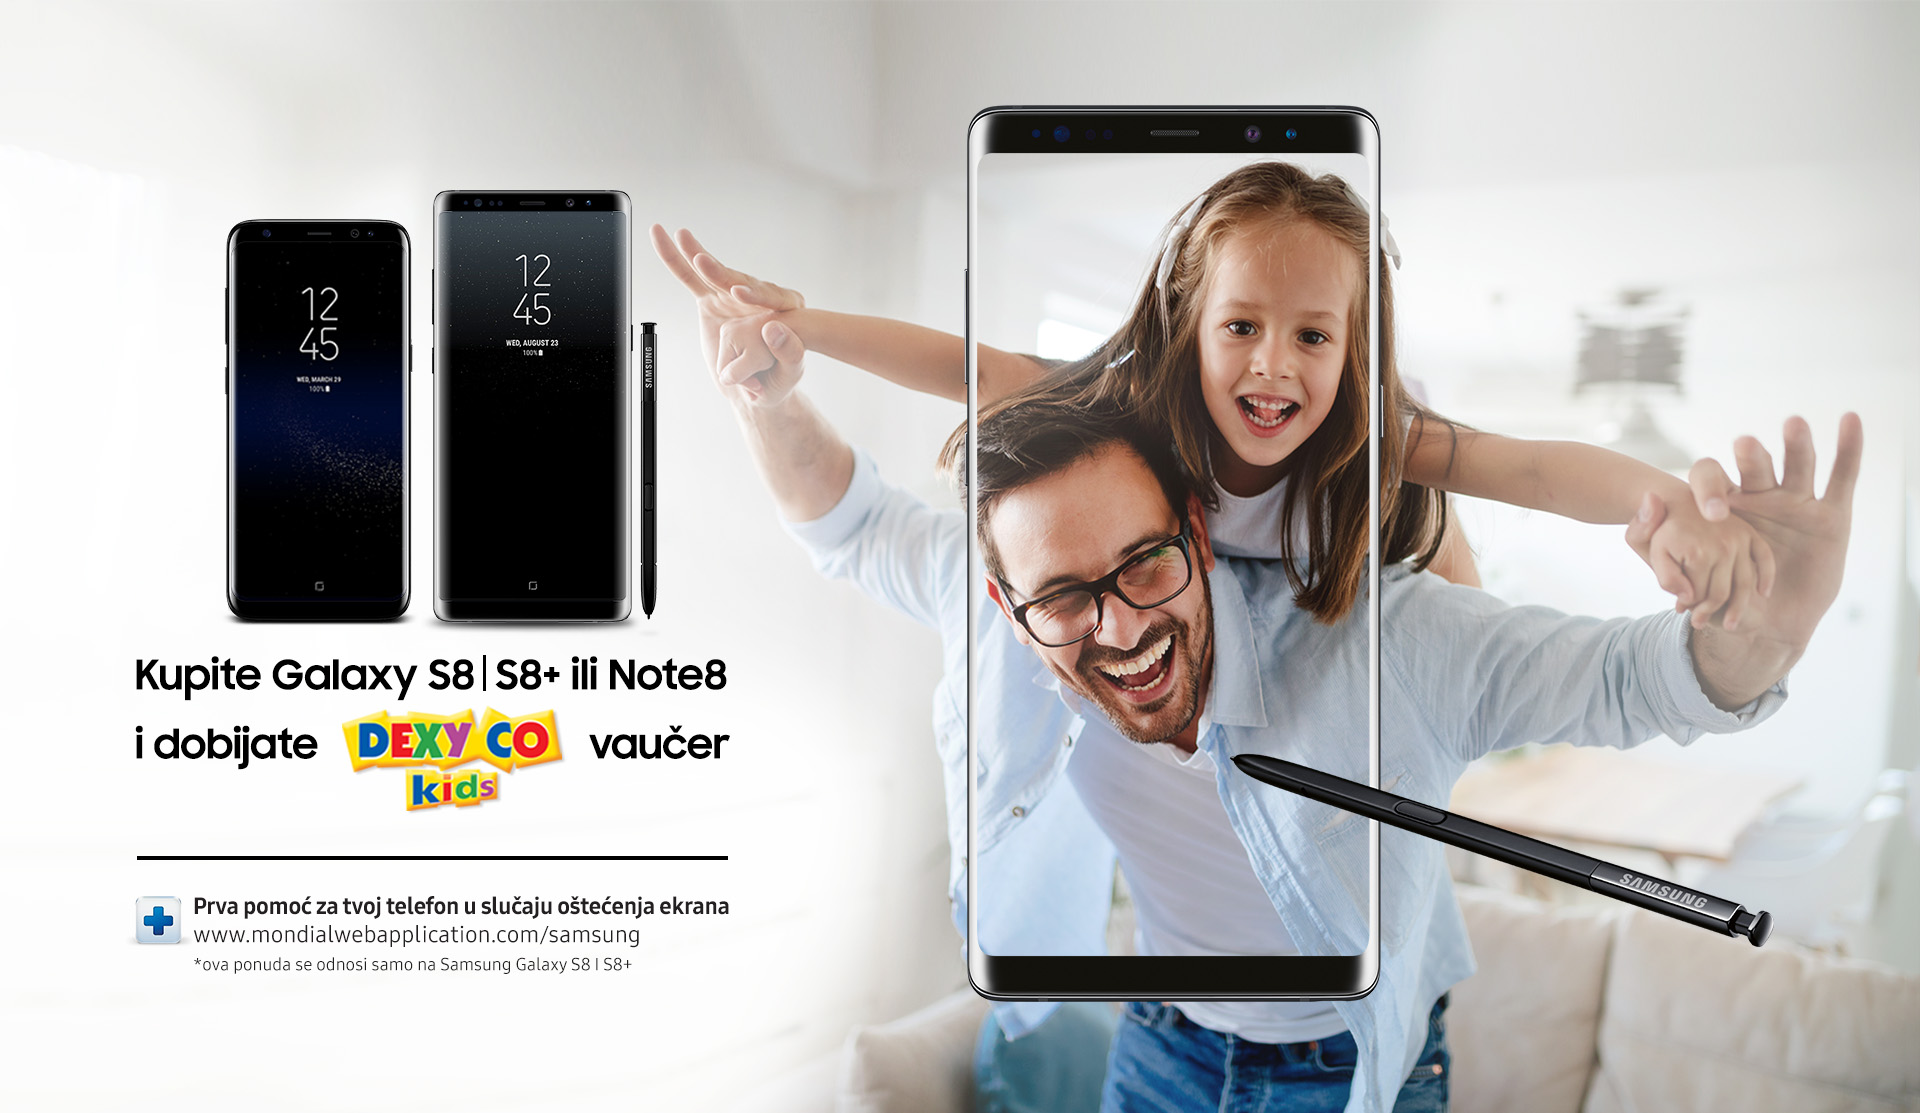 12
45
WED, MARCH 29
100%
12
45
WED, AUGUST 23
100%
SAMSUNG
Kupite Galaxy S8 | S8+ ili Note8
i dobijate DEXY CO kids vaučer
Prva pomoć za tvoj telefon u slučaju oštećenja ekrana
www.mondialwebapplication.com/samsung
*ova ponuda se odnosi samo na Samsung Galaxy S8 I S8+
SAMSUNG